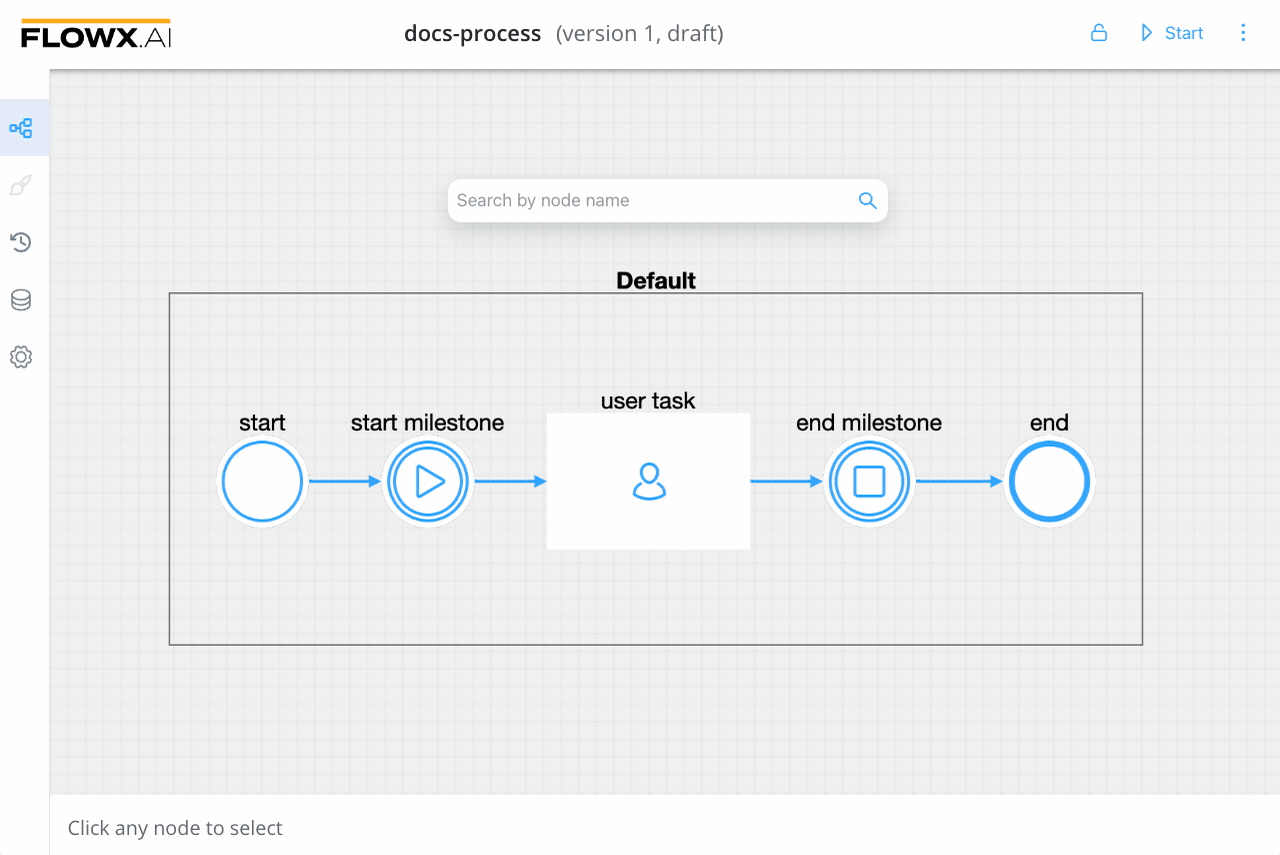 FLOWX.AI
docs-process (version 1, draft)
Start
Search by node name
Default
start
start milestone
user task
end milestone
end
Click any node to select